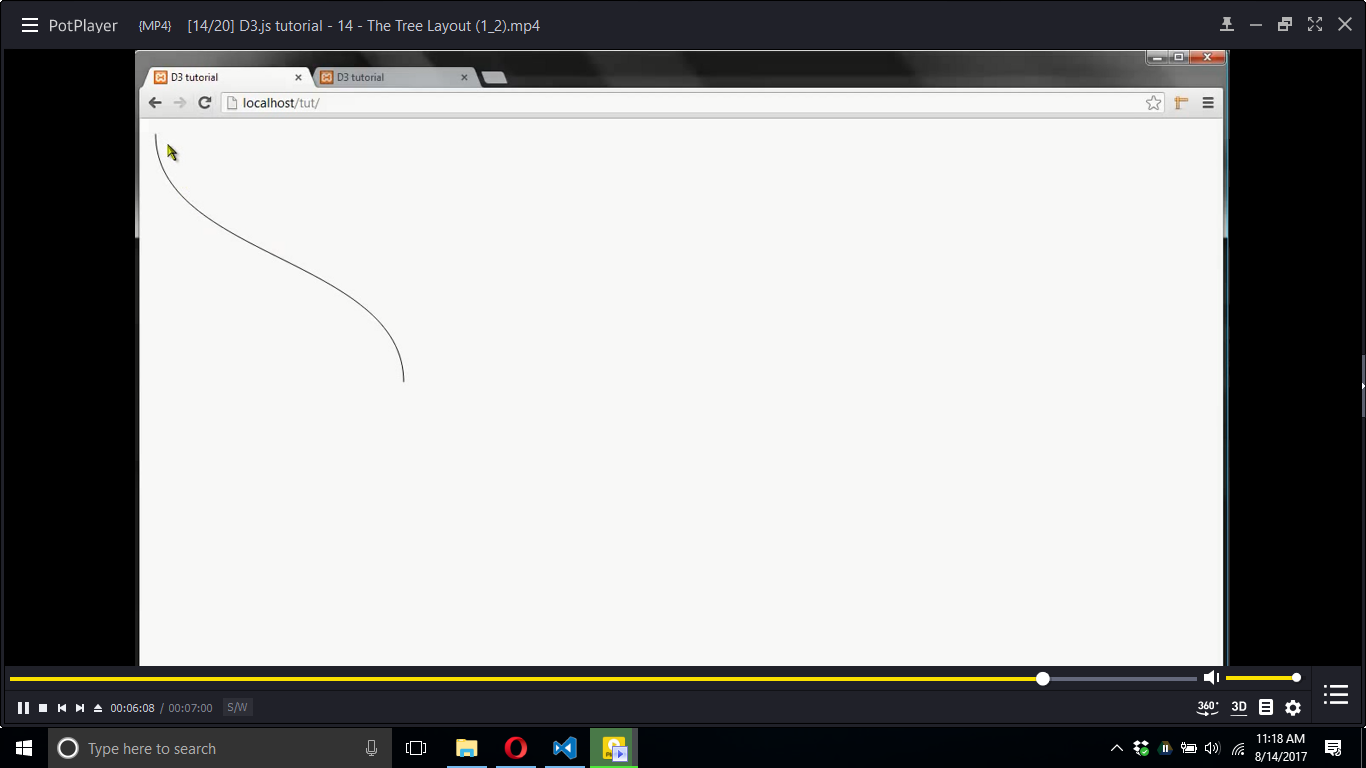 PotPlayer {MP4} [14/20] D3.js tutorial - 14 - The Tree Layout (1_2).mp4
D3 tutorial D3 tutorial
localhost/tut/
00:06:08 / 00:07:00 S/W 360° 3D
Type here to search
11:18 AM
8/14/2017